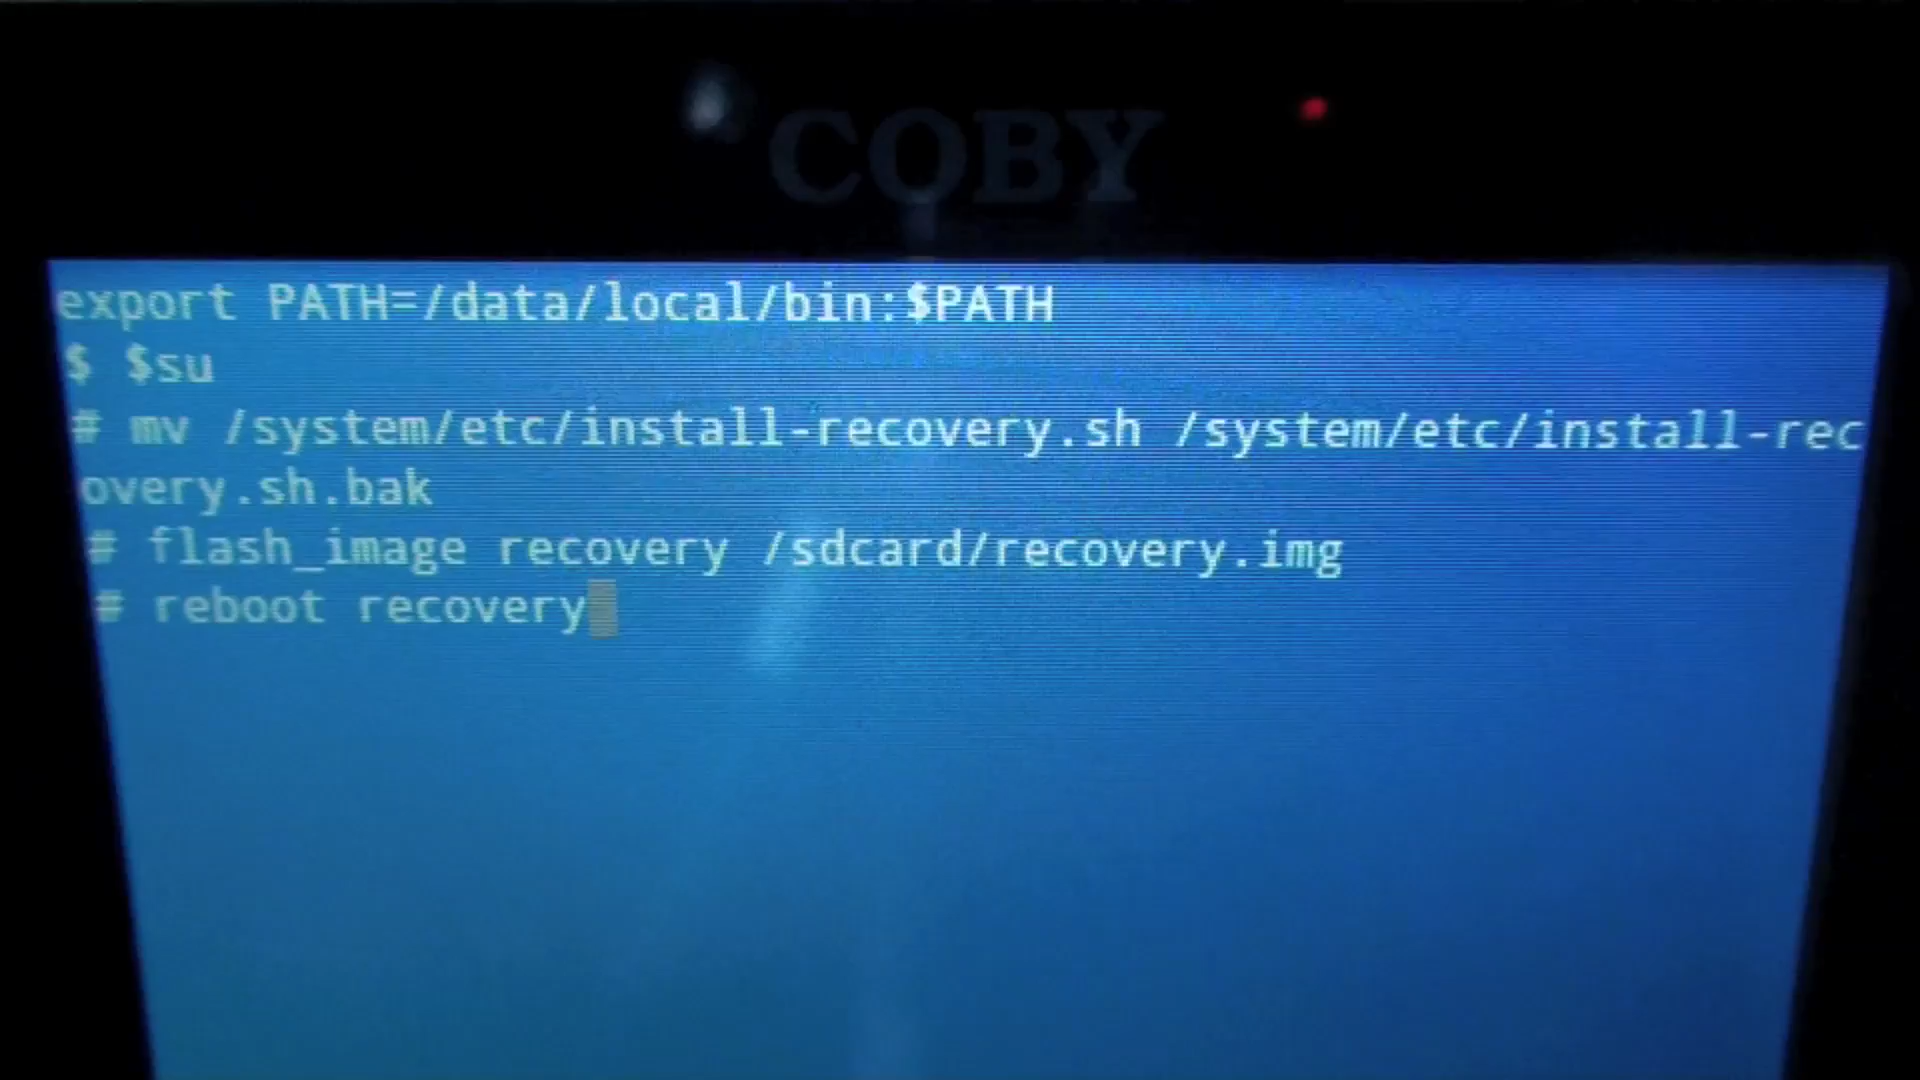 COBY
export PATH=/data/local/bin:$PATH
$ $su
# mv /system/etc/install-recovery.sh /system/etc/install-rec
overy.sh.bak
# flash_image recovery /sdcard/recovery.img
# reboot recovery